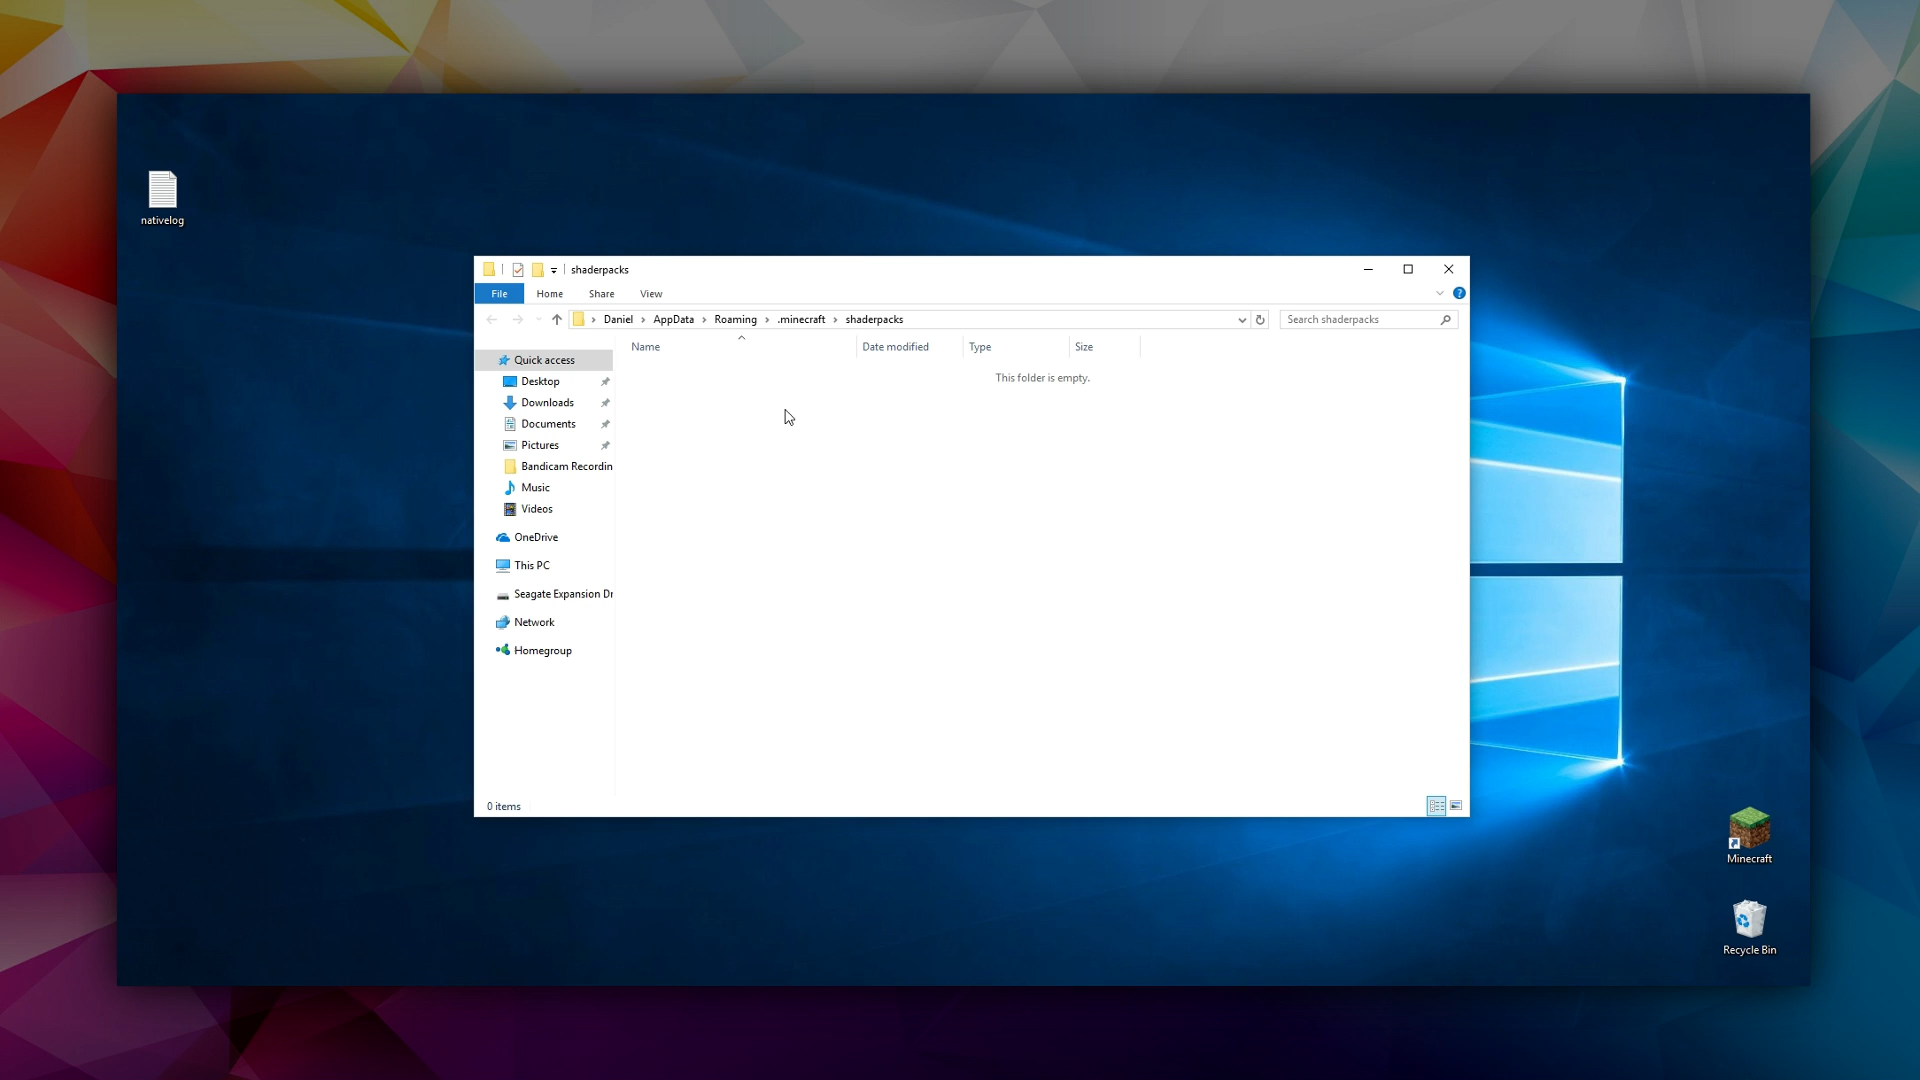 nativelog
shaderpacks
File Home Share View
Daniel AppData Roaming .minecraft shaderpacks Search shaderpacks
Name Date modified Type Size
This folder is empty.
Quick access
Desktop
Downloads
Documents
Pictures
Bandicam Recordin
Music
Videos
OneDrive
This PC
Seagate Expansion Dr
Network
Homegroup
0 items
Minecraft
Recycle Bin